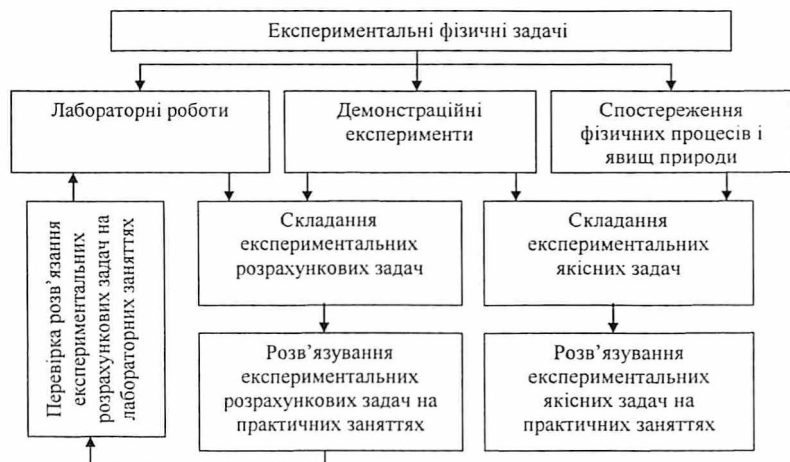 Експериментальні фізичні задачі
Лабораторні роботи
Демонстраційні
експерименти
Спостереження
фізичних процесів і
явищ природи
Перевірка розв’язання
експериментальних
розрахункових задач на
лабораторних заняттях
Складання
експериментальних
розрахункових задач
Складання
експериментальних
якісних задач
Розв’язування
експериментальних
розрахункових задач на
практичних заняттях
Розв’язування
експериментальних
якісних задач на
практичних заняттях